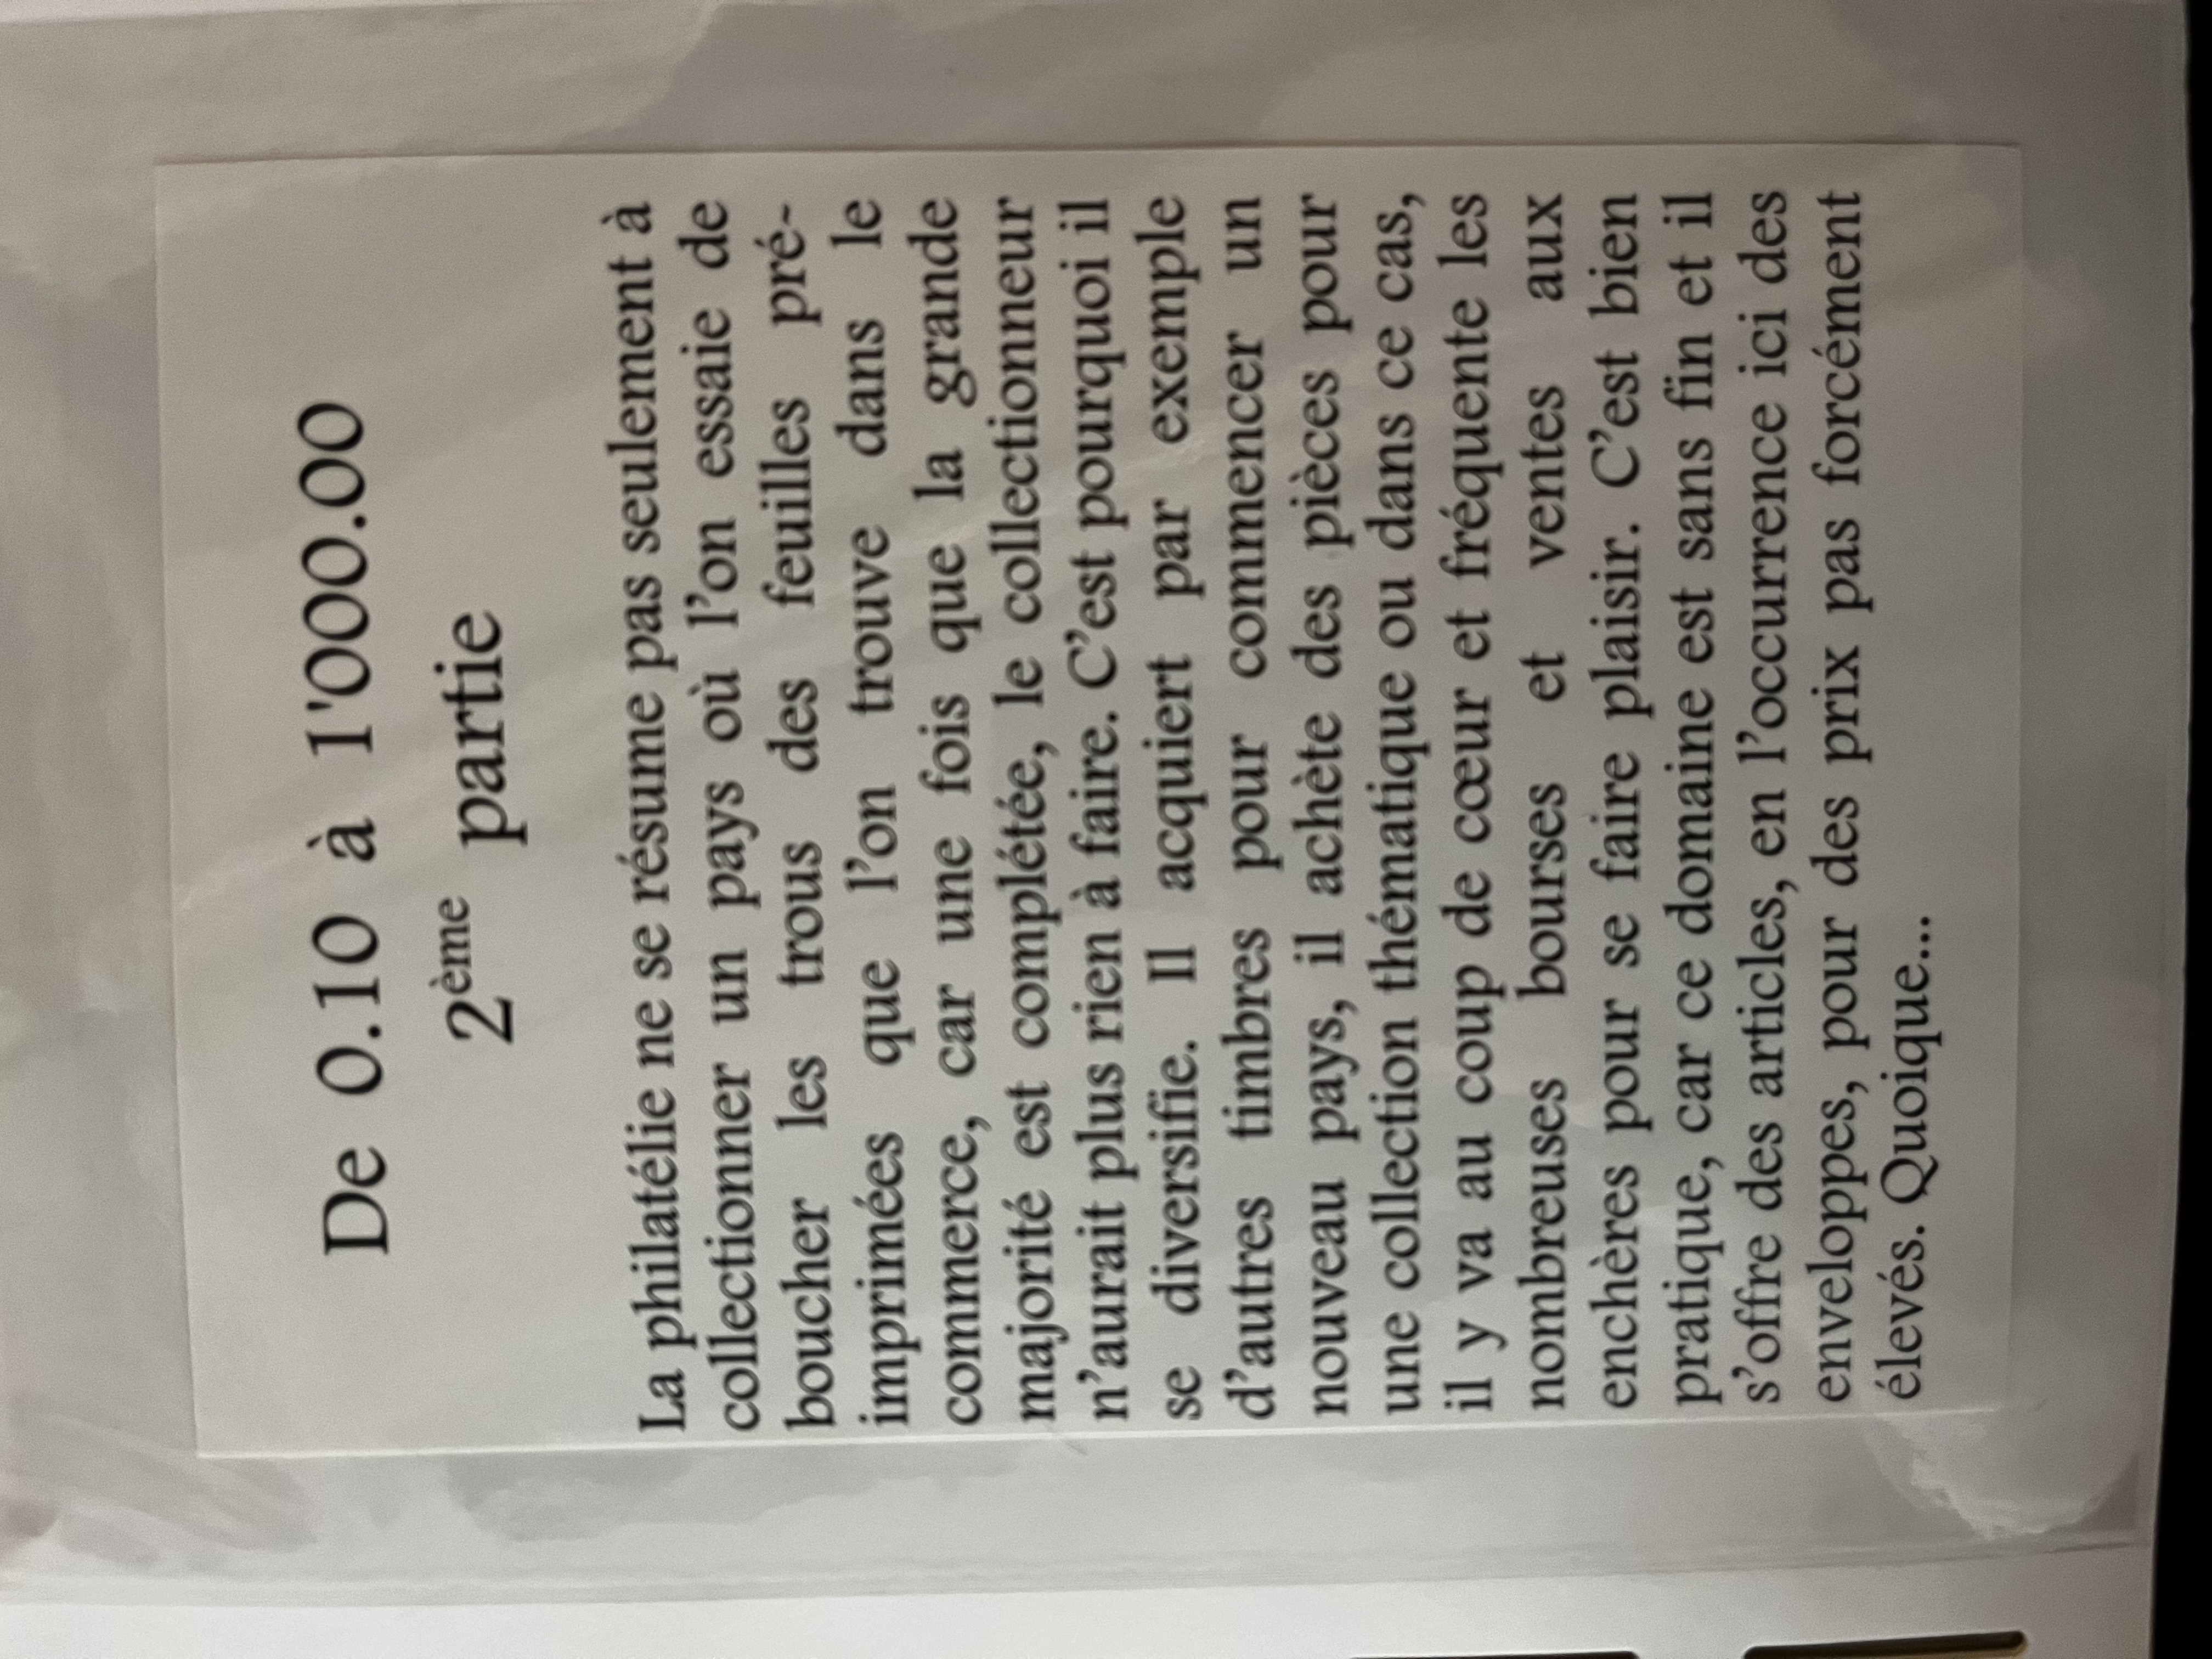 De 0.10 à 1'000.00
2ème partie
La philatélie ne se résume pas seulement à
collectionner un pays où l’on essaie de
boucher les trous des feuilles pré-
imprimées que l’on trouve dans le
commerce, car une fois que la grande
majorité est complétée, le collectionneur
n’aurait plus rien à faire. C’est pourquoi il
se diversifie. Il acquiert par exemple
d’autres timbres pour commencer un
nouveau pays, il achète des pièces pour
une collection thématique ou dans ce cas,
il y va au coup de cœur et fréquente les
nombreuses bourses et ventes aux
enchères pour se faire plaisir. C’est bien
pratique, car ce domaine est sans fin et il
s’offre des articles, en l’occurrence ici des
enveloppes, pour des prix pas forcément
élevés. Quoique...